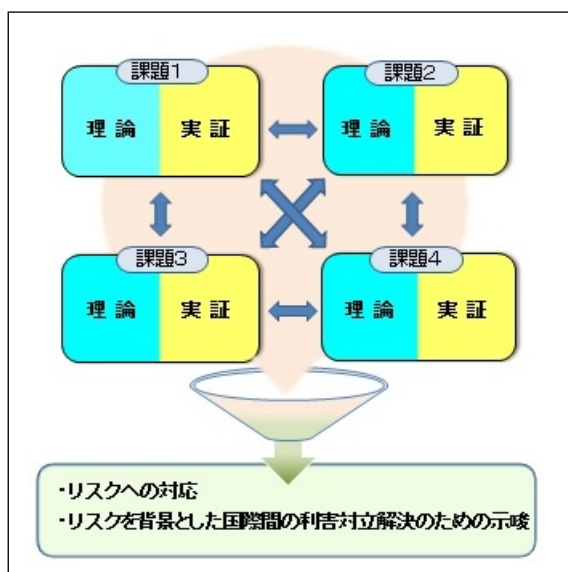 課題1
課題2
理論 実証
理論 実証
課題3
課題4
理論 実証
理論 実証
・リスクへの対応
・リスクを背景とした国際間の利害対立解決のための示唆